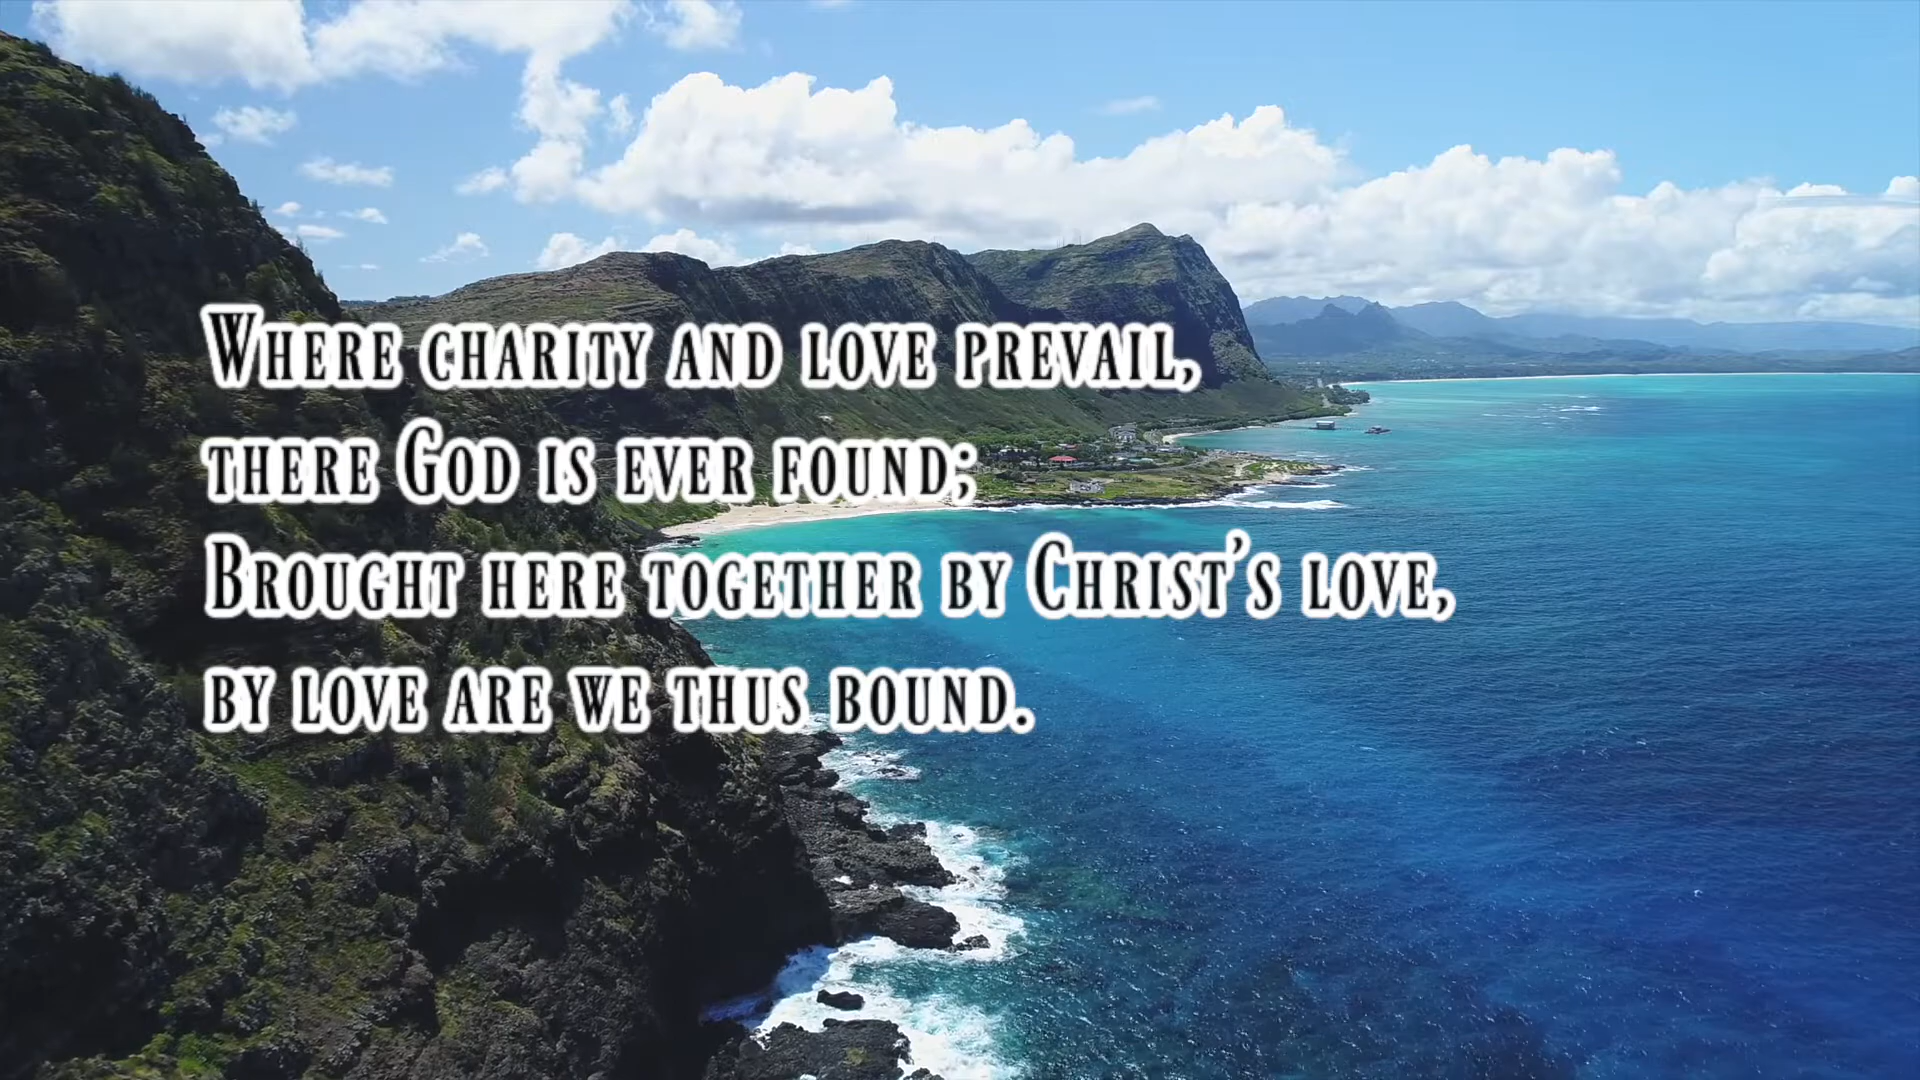 Where charity and love prevail,
there God is ever found;
Brought here together by Christ's love,
by love are we thus bound.